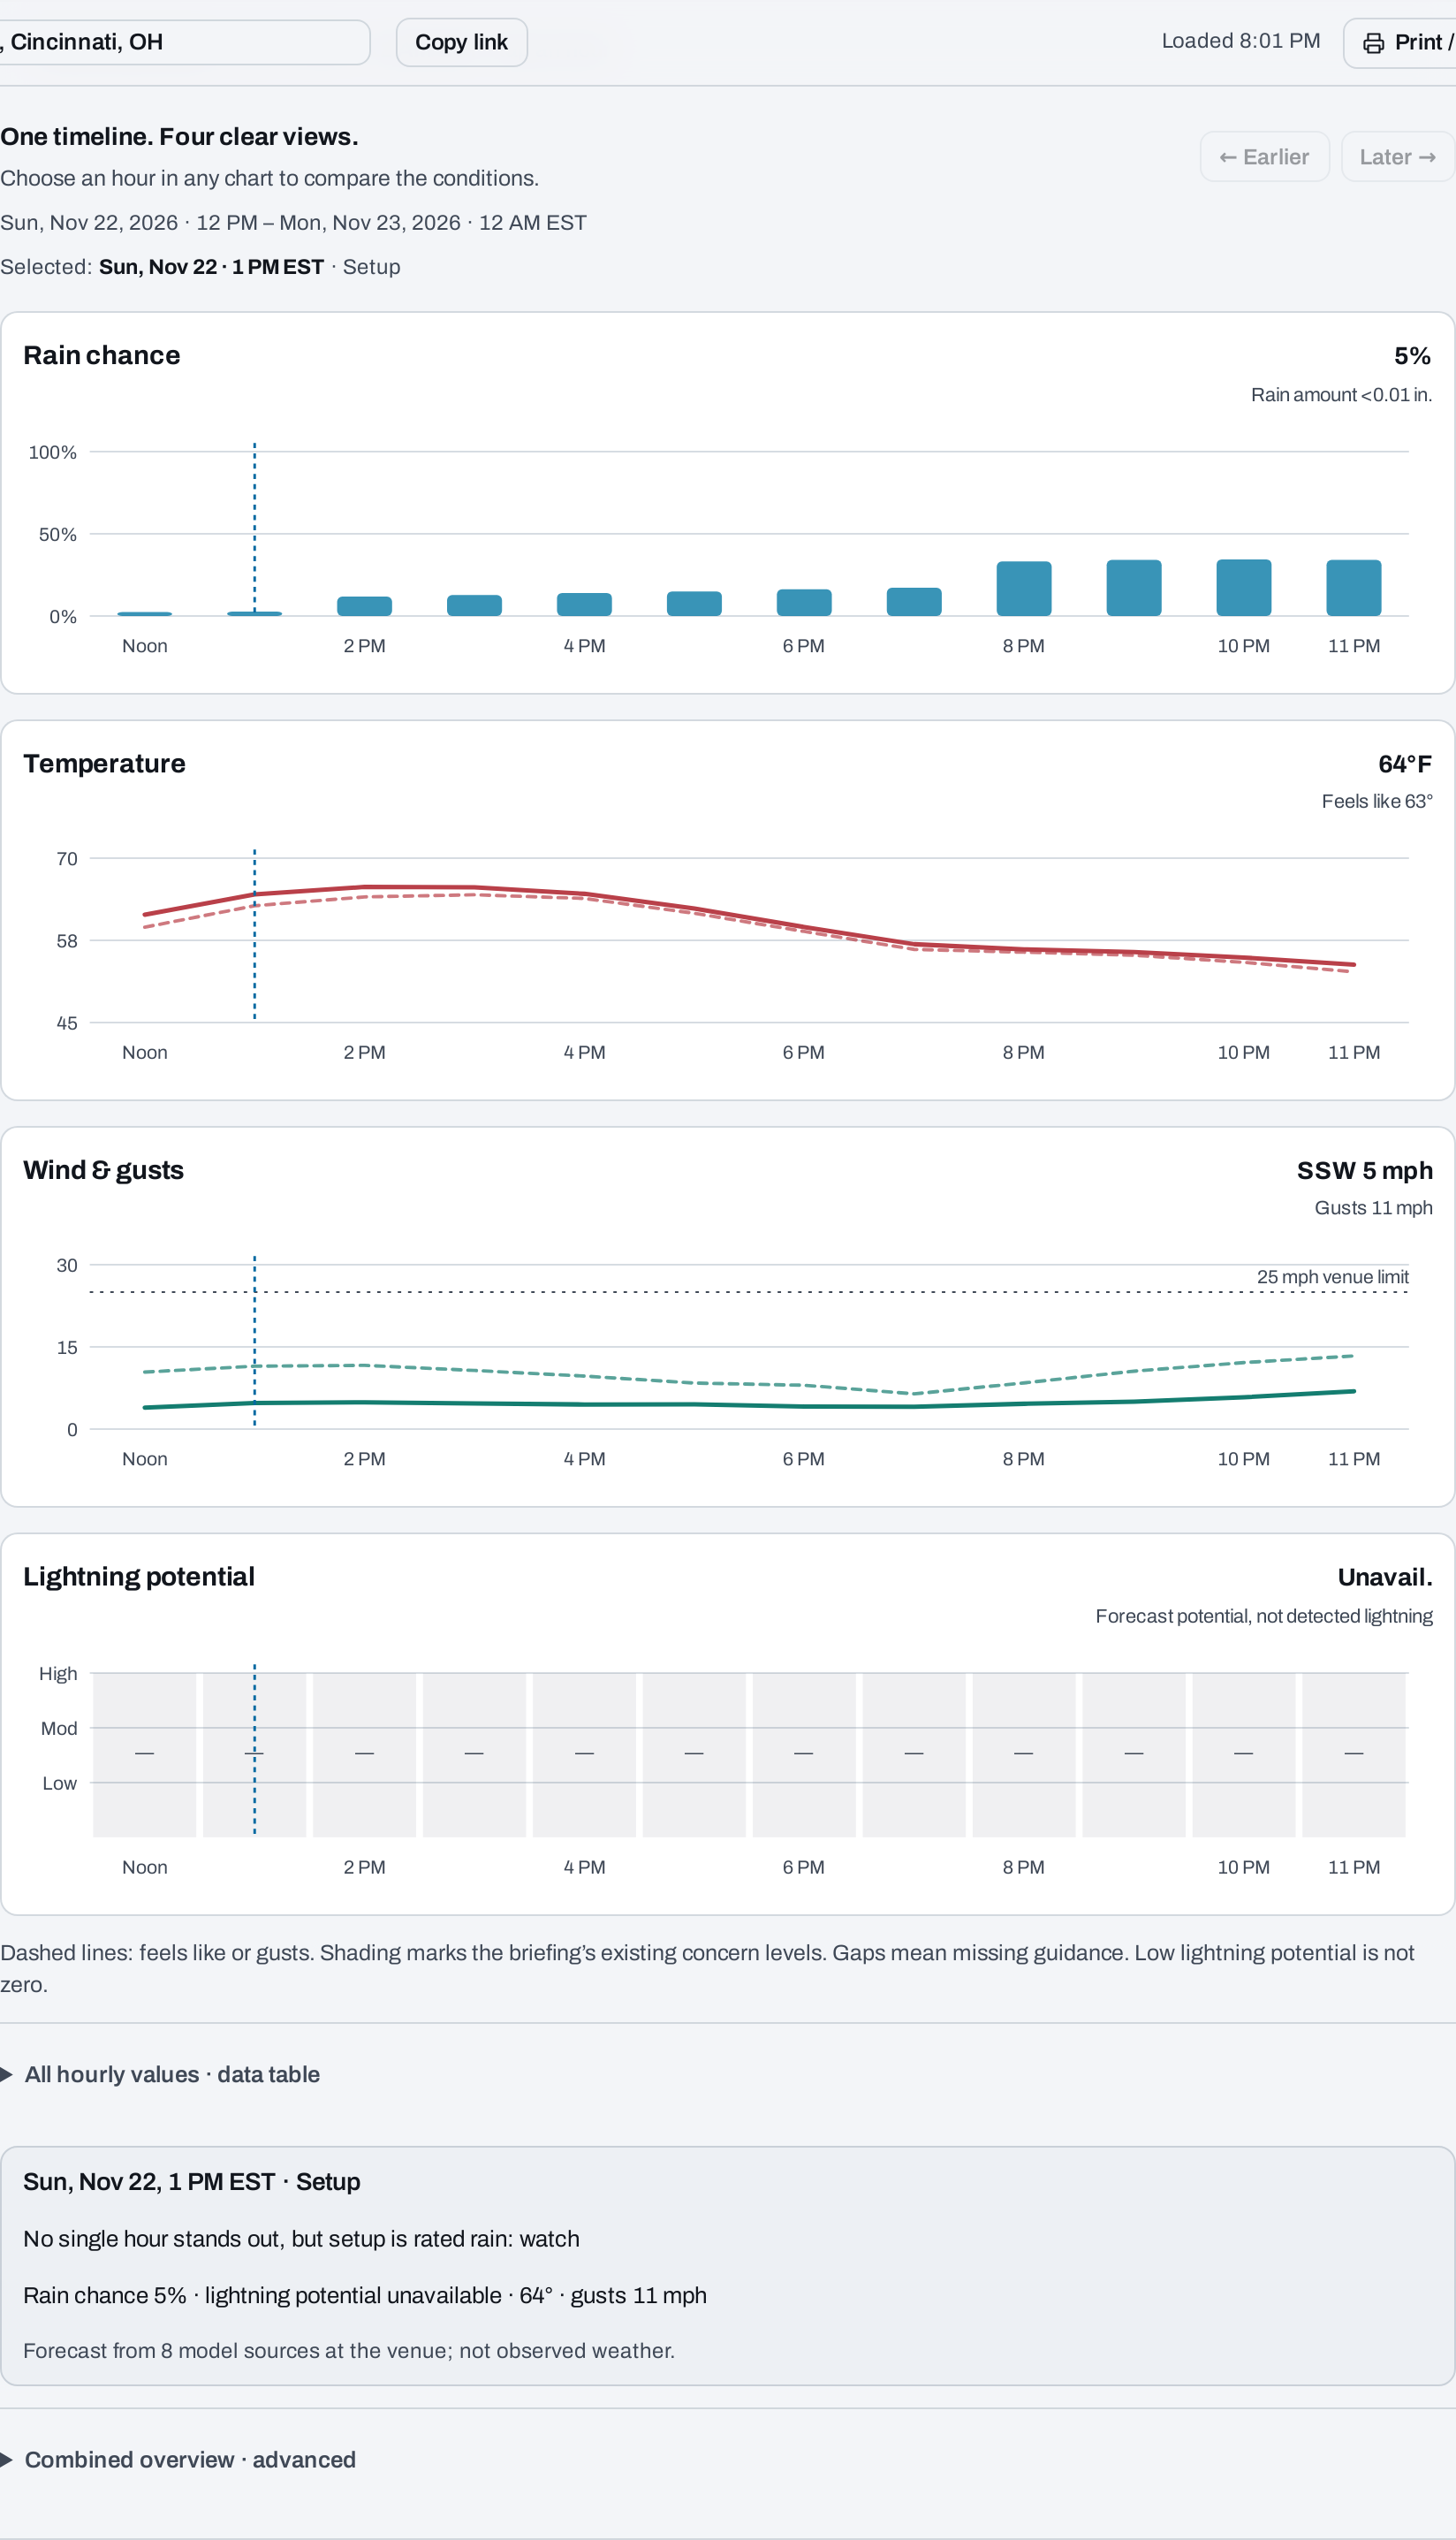 , Cincinnati, OH
Copy link
Loaded 8:01 PM
Print /
One timeline. Four clear views.
← Earlier
Later →
Choose an hour in any chart to compare the conditions.
Sun, Nov 22, 2026 · 12 PM – Mon, Nov 23, 2026 · 12 AM EST
Selected: Sun, Nov 22 · 1 PM EST · Setup
Rain chance
5%
Rain amount <0.01 in.
100%
50%
0%
Noon 2 PM 4 PM 6 PM 8 PM 10 PM 11 PM
Temperature
64°F
Feels like 63°
70
58
45
Noon 2 PM 4 PM 6 PM 8 PM 10 PM 11 PM
Wind & gusts
SSW 5 mph
Gusts 11 mph
30
25 mph venue limit
15
0
Noon 2 PM 4 PM 6 PM 8 PM 10 PM 11 PM
Lightning potential
Unavail.
Forecast potential, not detected lightning
High
Mod
— — — — — — — — — — — —
Low
Noon 2 PM 4 PM 6 PM 8 PM 10 PM 11 PM
Dashed lines: feels like or gusts. Shading marks the briefing’s existing concern levels. Gaps mean missing guidance. Low lightning potential is not
zero.
All hourly values · data table
Sun, Nov 22, 1 PM EST · Setup
No single hour stands out, but setup is rated rain: watch
Rain chance 5% · lightning potential unavailable · 64° · gusts 11 mph
Forecast from 8 model sources at the venue; not observed weather.
Combined overview · advanced